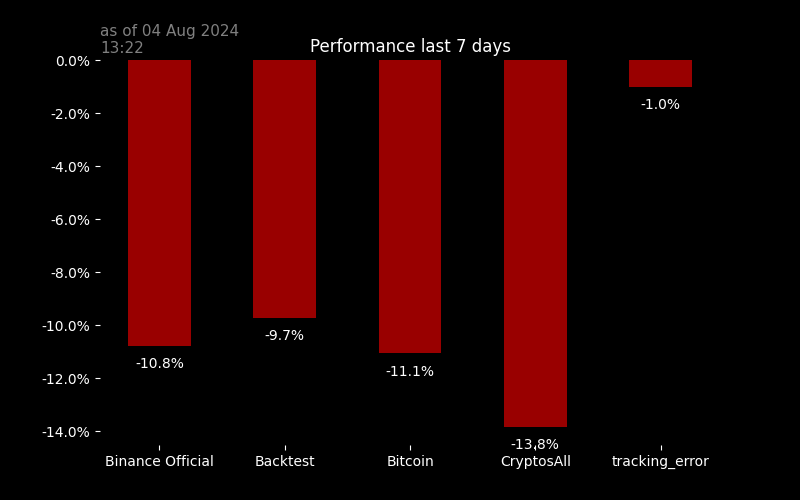 as of 04 Aug 2024
13:22
Performance last 7 days
0.0%
-2.0%
-4.0%
-6.0%
-8.0%
-10.0%
-12.0%
-14.0%
-10.8%
-9.7%
-11.1%
-13.8%
-1.0%
Binance Official
Backtest
Bitcoin
CryptosAll
tracking_error